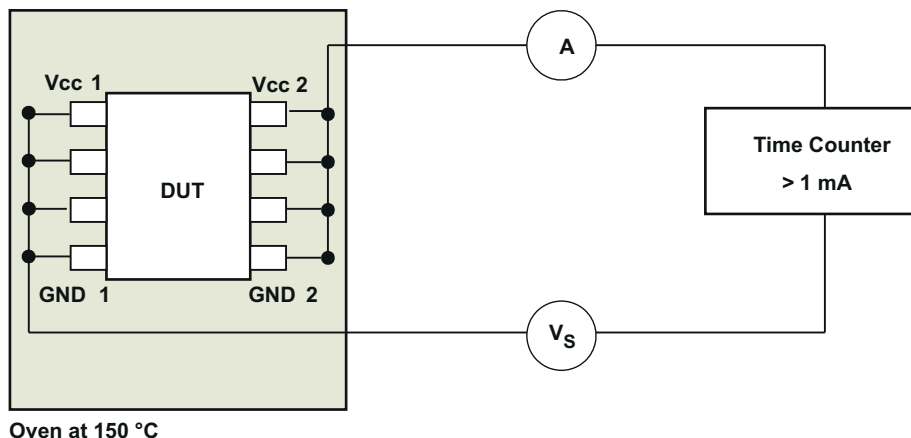 A
Vcc 1
Vcc 2
Time Counter
> 1 mA
DUT
GND 1
GND 2
VS
Oven at 150 °C